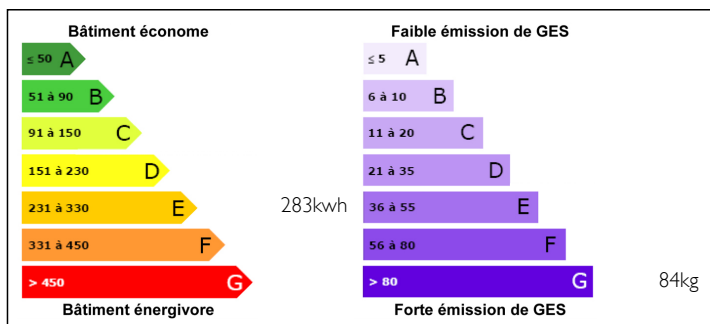 Bâtiment économe
≤ 50 A
51 à 90 B
91 à 150 C
151 à 230 D
231 à 330 E
283kwh
331 à 450 F
> 450 G
Bâtiment énergivore
Faible émission de GES
≤ 5 A
6 à 10 B
11 à 20 C
21 à 35 D
36 à 55 E
56 à 80 F
> 80 G
84kg
Forte émission de GES